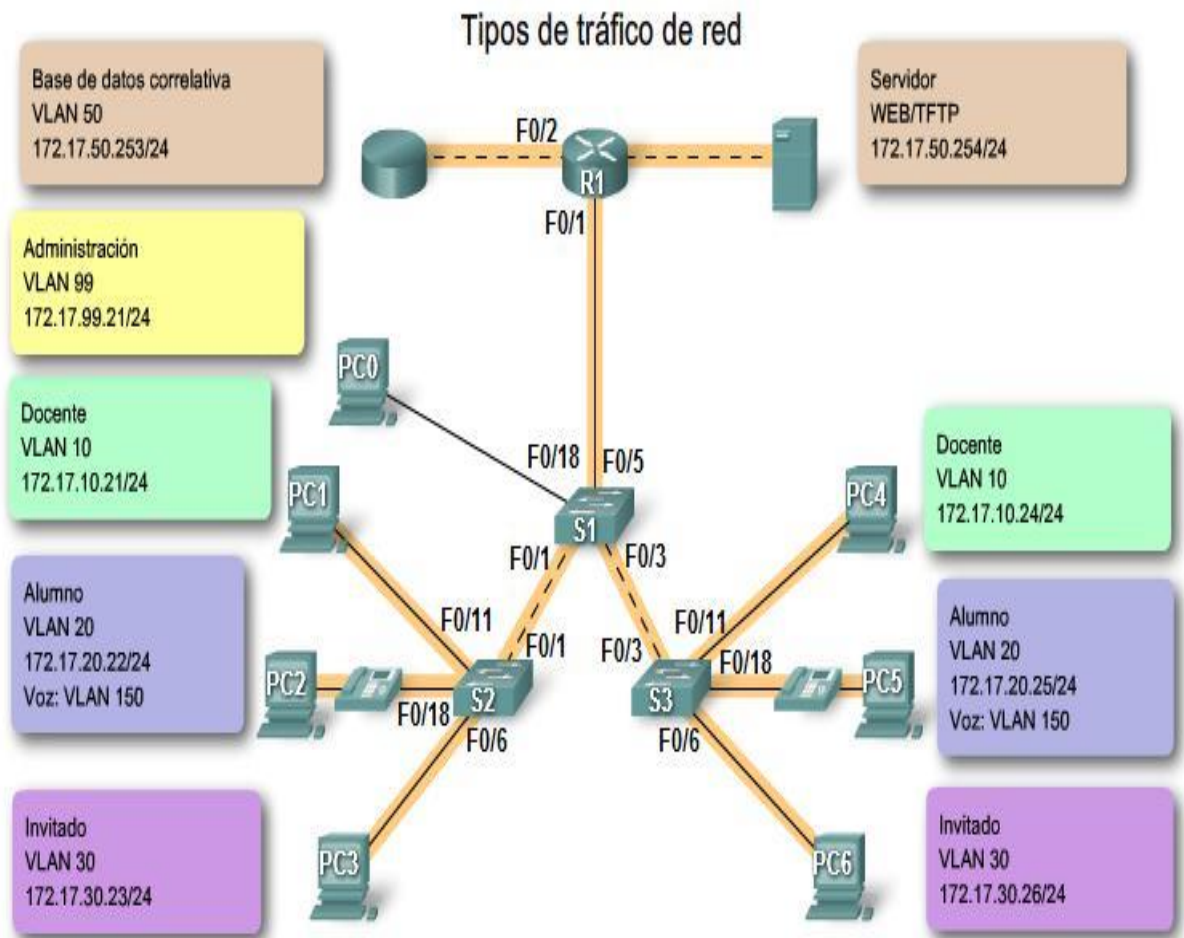 Tipos de tráfico de red
Base de datos correlativa
VLAN 50
172.17.50.253/24
Servidor
WEB/TFTP
172.17.50.254/24
F0/2
R1
F0/1
Administración
VLAN 99
172.17.99.21/24
PC0
Docente
VLAN 10
172.17.10.21/24
F0/18
F0/5
Docente
VLAN 10
172.17.10.24/24
PC1
PC4
S1
F0/1
F0/3
Alumno
VLAN 20
172.17.20.22/24
Voz: VLAN 150
F0/11
F0/1
F0/3
F0/11
Alumno
VLAN 20
172.17.20.25/24
Voz: VLAN 150
PC2
F0/18
S2
S3
F0/18
PC5
F0/6
F0/6
Invitado
VLAN 30
172.17.30.23/24
PC3
PC6
Invitado
VLAN 30
172.17.30.26/24